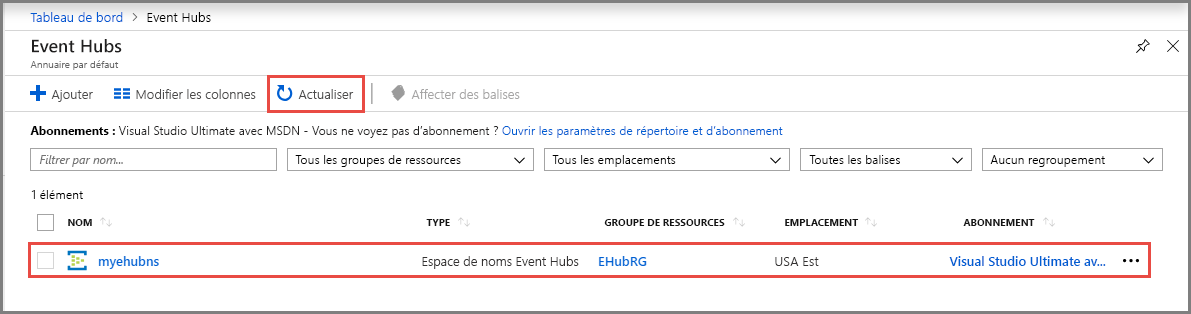 Tableau de bord > Event Hubs
Event Hubs
Annuaire par défaut
Ajouter Modifier les colonnes Actualiser Affecter des balises
Abonnements : Visual Studio Ultimate avec MSDN - Vous ne voyez pas d'abonnement ? Ouvrir les paramètres de répertoire et d'abonnement
Filtrer par nom... Tous les groupes de ressources Tous les emplacements Toutes les balises Aucun regroupement
1 élément
NOM TYPE GROUPE DE RESSOURCES EMPLACEMENT ABONNEMENT
myehubns Espace de noms Event Hubs EHubRG USA Est Visual Studio Ultimate av... •••